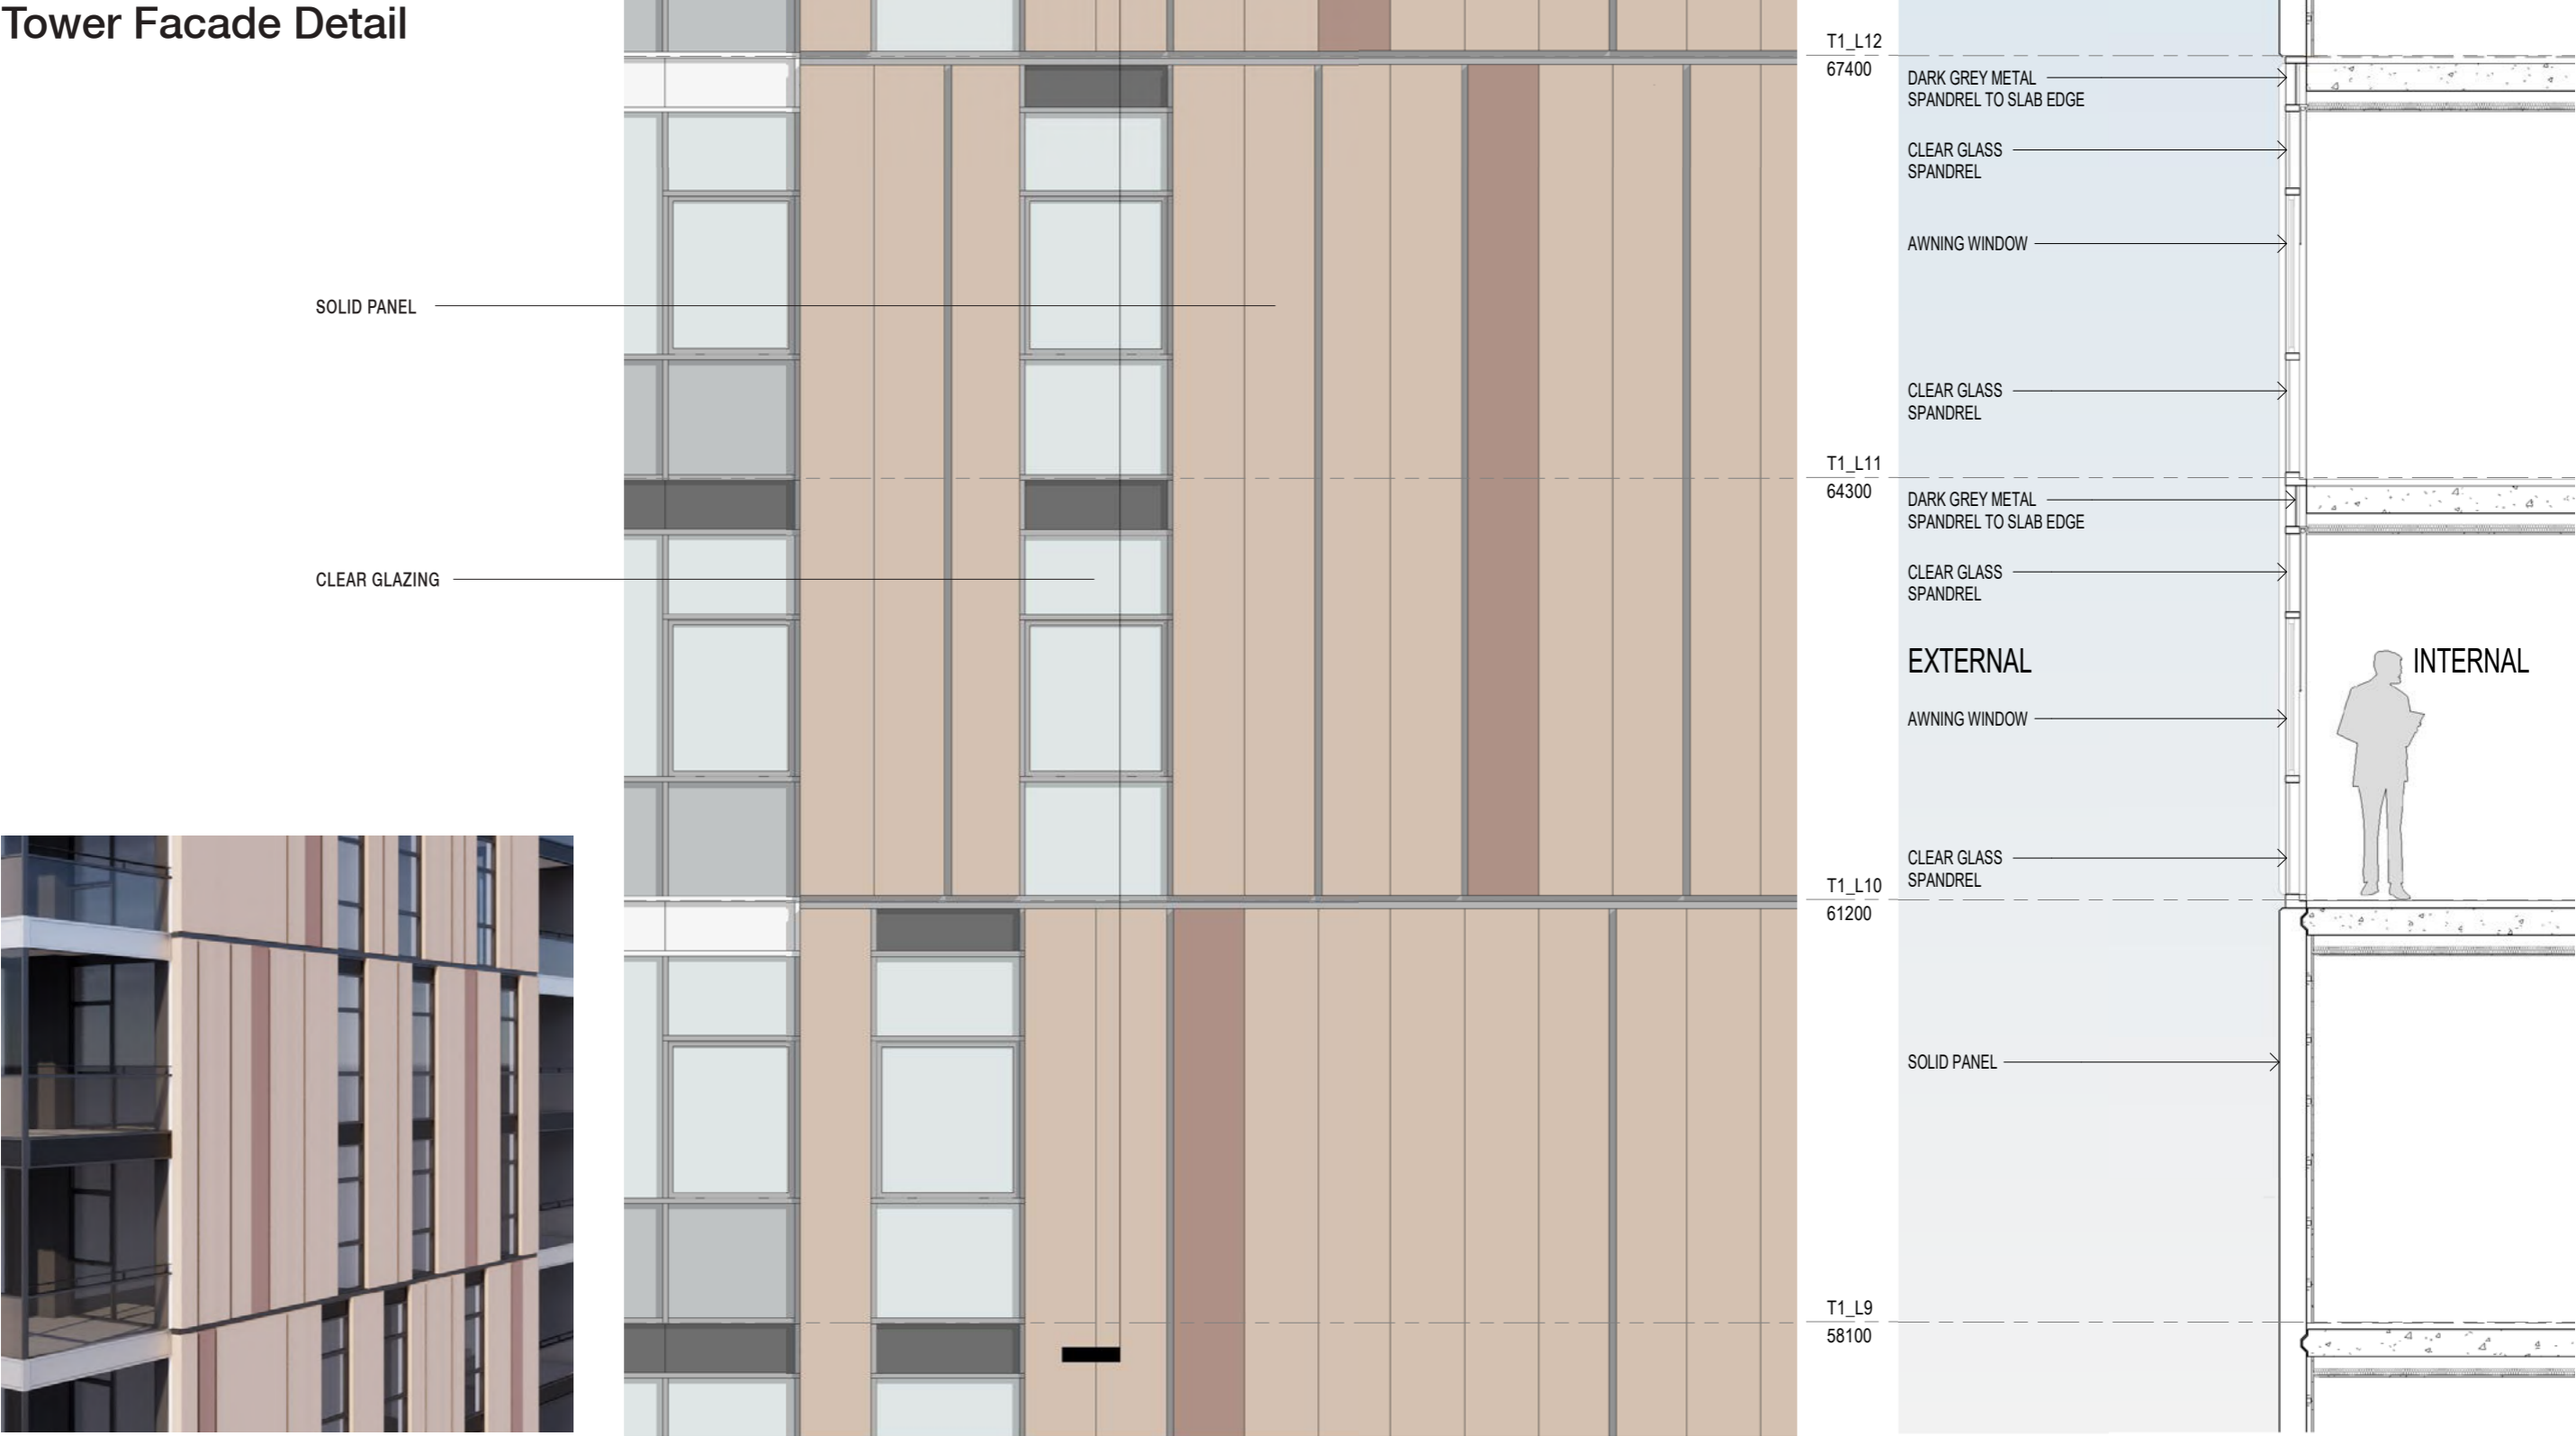 Tower Facade Detail
SOLID PANEL
CLEAR GLAZING
T1_L12
67400
T1_L11
64300
T1_L10
61200
T1_L9
58100
DARK GREY METAL
SPANDREL TO SLAB EDGE
CLEAR GLASS
SPANDREL
AWNING WINDOW
CLEAR GLASS
SPANDREL
DARK GREY METAL
SPANDREL TO SLAB EDGE
CLEAR GLASS
SPANDREL
EXTERNAL
INTERNAL
AWNING WINDOW
CLEAR GLASS
SPANDREL
SOLID PANEL